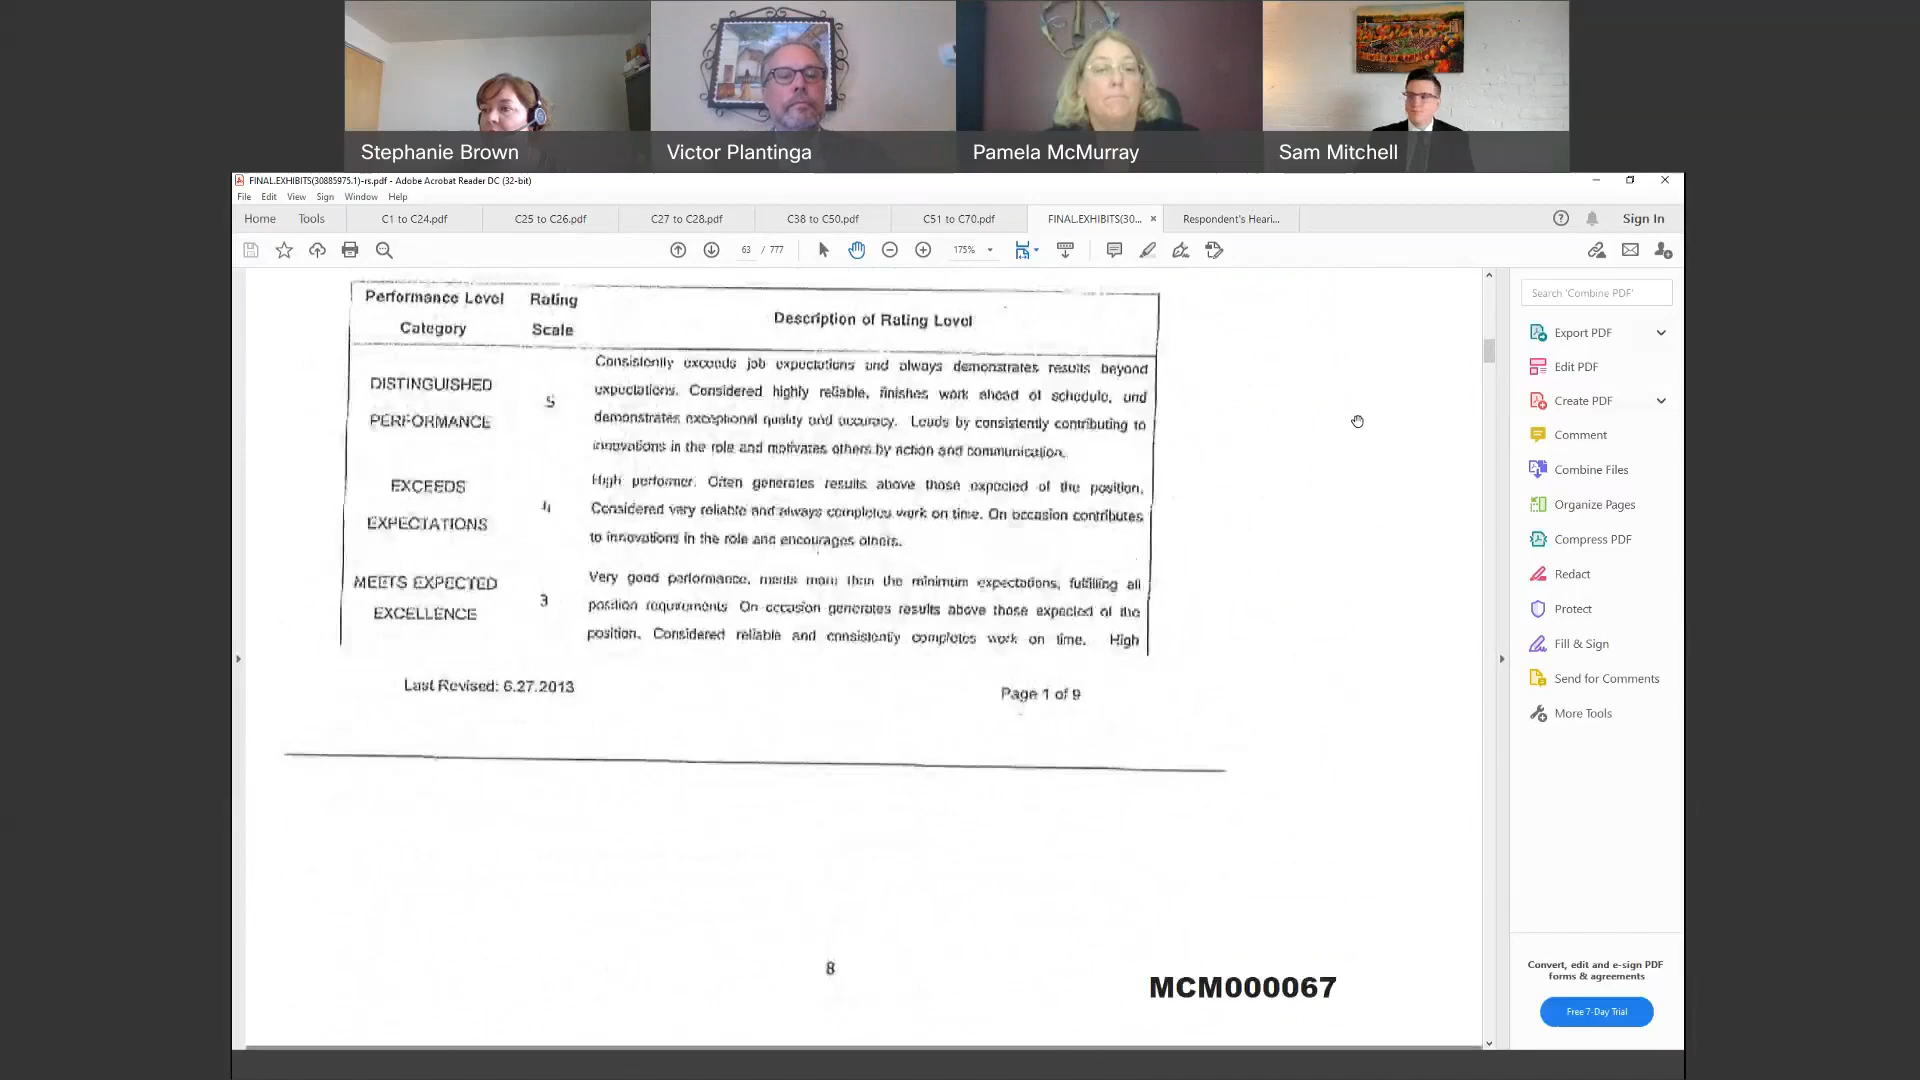 Stephanie Brown
Victor Plantinga
Pamela McMurray
Sam Mitchell
FINAL.EXHIBITS(30885975.1)-rs.pdf - Adobe Acrobat Reader DC (32-bit)
File Edit View Sign Window Help
Home Tools C1 to C24.pdf C25 to C26.pdf C27 to C28.pdf C38 to C50.pdf C51 to C70.pdf FINAL.EXHIBITS(30... × Respondent's Heari... Sign In
63 / 777 175%
Performance Level Rating
Description of Rating Level
Category Scale
Consistently exceeds job expectations and always demonstrates results beyond
DISTINGUISHED
expectations. Considered highly reliable, finishes work ahead of schedule, and
5
demonstrates exceptional quality and accuracy. Leads by consistently contributing to
PERFORMANCE
innovations in the role and motivates others by action and communication.
High performer. Often generates results above those expected of the position.
EXCEEDS
4
Considered very reliable and always completes work on time. On occasion contributes
EXPECTATIONS
to innovations in the role and encourages others.
Very good performance, meets more than the minimum expectations, fulfilling all
MEETS EXPECTED
3
position requirements On occasion generates results above those expected of the
EXCELLENCE
position. Considered reliable and consistently completes work on time. High
Last Revised: 6.27.2013 Page 1 of 9
8
MCM000067
Search 'Combine PDF'
Export PDF
Edit PDF
Create PDF
Comment
Combine Files
Organize Pages
Compress PDF
Redact
Protect
Fill & Sign
Send for Comments
More Tools
Convert, edit and e-sign PDF
forms & agreements
Free 7-Day Trial